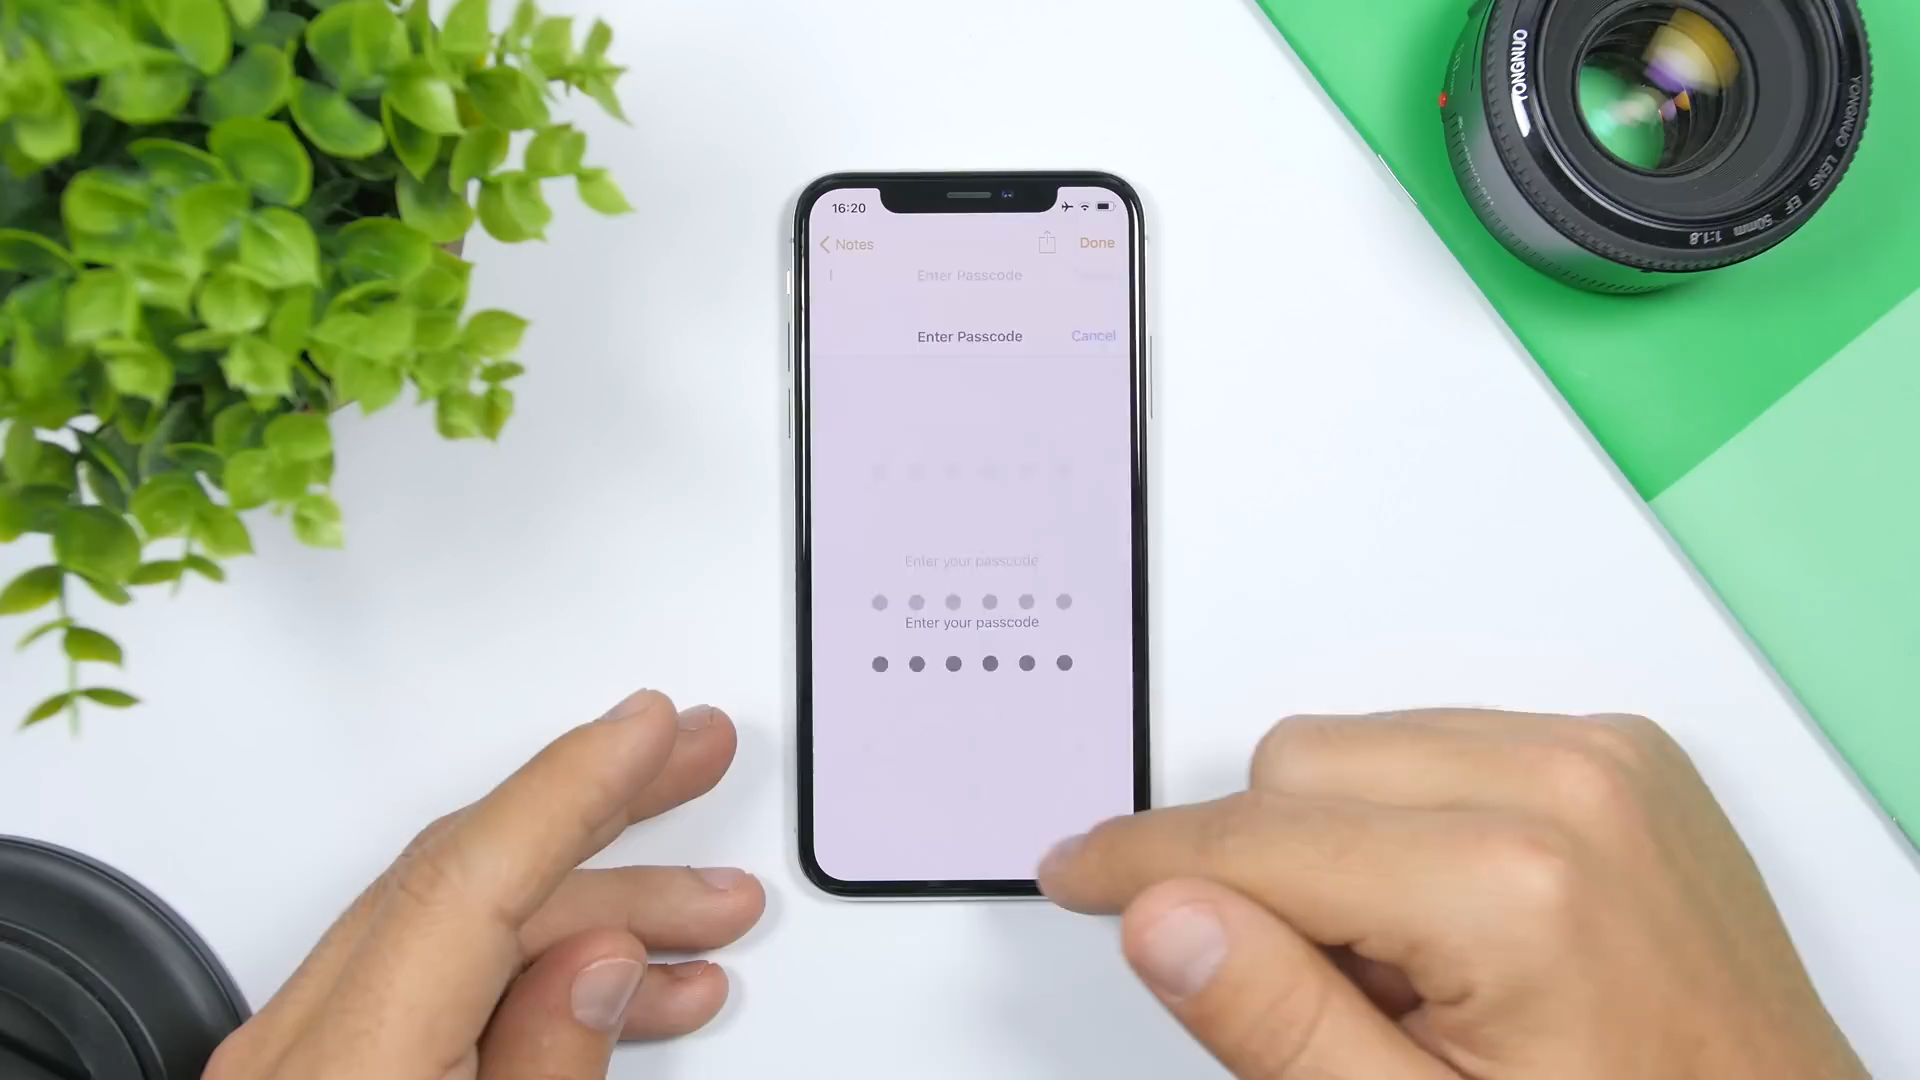 16:20
Notes
Done
Enter Passcode
Enter Passcode
Cancel
Enter your passcode
Enter your passcode
YONGNUO
YONGNUO LENS EF 50mm 1:1.8